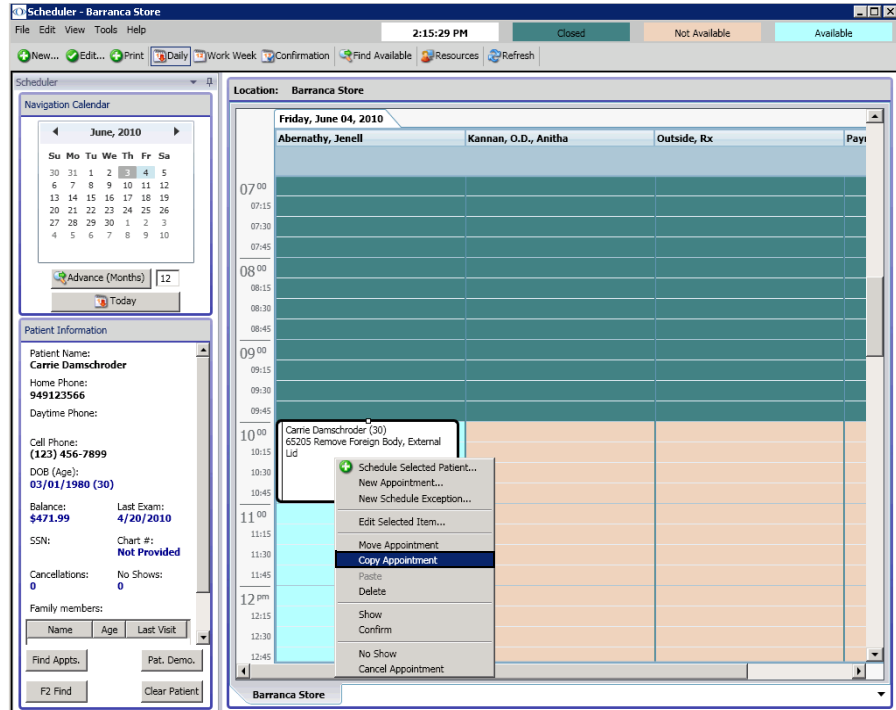 Scheduler - Barranca Store
File Edit View Tools Help
2:15:29 PM
Closed
Not Available
Available
New... Edit... Print Daily Work Week Confirmation Find Available Resources Refresh
Scheduler
Navigation Calendar
June, 2010
Su Mo Tu We Th Fr Sa
30 31 1 2 3 4 5
6 7 8 9 10 11 12
13 14 15 16 17 18 19
20 21 22 23 24 25 26
27 28 29 30 1 2 3
4 5 6 7 8 9 10
Advance (Months) 12
Today
Patient Information
Patient Name:
Carrie Damschroder
Home Phone:
949123566
Daytime Phone:
Cell Phone:
(123) 456-7899
DOB (Age):
03/01/1980 (30)
Balance: Last Exam:
$471.99 4/20/2010
SSN: Chart #:
Not Provided
Cancellations: No Shows:
0 0
Family members:
Name Age Last Visit
Find Appts. Pat. Demo.
F2 Find Clear Patient
Location: Barranca Store
Friday, June 04, 2010
Abernathy, Jenell Kannan, O.D., Anitha Outside, Rx Payr
07 00
07:15
07:30
07:45
08 00
08:15
08:30
08:45
09 00
09:15
09:30
09:45
10 00
10:15
10:30
10:45
11 00
11:15
11:30
11:45
12 pm
12:15
12:30
12:45
Carrie Damschroder (30)
65205 Remove Foreign Body, External
Lid
Schedule Selected Patient...
New Appointment...
New Schedule Exception...
Edit Selected Item...
Move Appointment
Copy Appointment
Paste
Delete
Show
Confirm
No Show
Cancel Appointment
Barranca Store